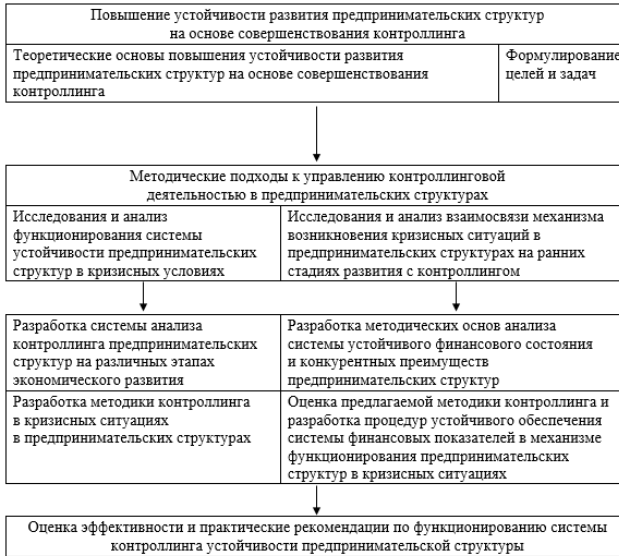 Повышение устойчивости развития предпринимательских структур
на основе совершенствования контроллинга
Теоретические основы повышения устойчивости развития
предпринимательских структур на основе совершенствования
контроллинга
Формулирование
целей и задач
Методические подходы к управлению контроллинговой
деятельностью в предпринимательских структурах
Исследования и анализ
функционирования системы
устойчивости предпринимательских
структур в кризисных условиях
Исследования и анализ взаимосвязи механизма
возникновения кризисных ситуаций в
предпринимательских структурах на ранних
стадиях развития с контроллингом
Разработка системы анализа
контроллинга предпринимательских
структур на различных этапах
экономического развития
Разработка методических основ анализа
системы устойчивого финансового состояния
и конкурентных преимуществ
предпринимательских структур
Разработка методики контроллинга
в кризисных ситуациях
в предпринимательских структурах
Оценка предлагаемой методики контроллинга и
разработка процедур устойчивого обеспечения
системы финансовых показателей в механизме
функционирования предпринимательских
структур в кризисных ситуациях
Оценка эффективности и практические рекомендации по функционированию системы
контроллинга устойчивости предпринимательской структуры